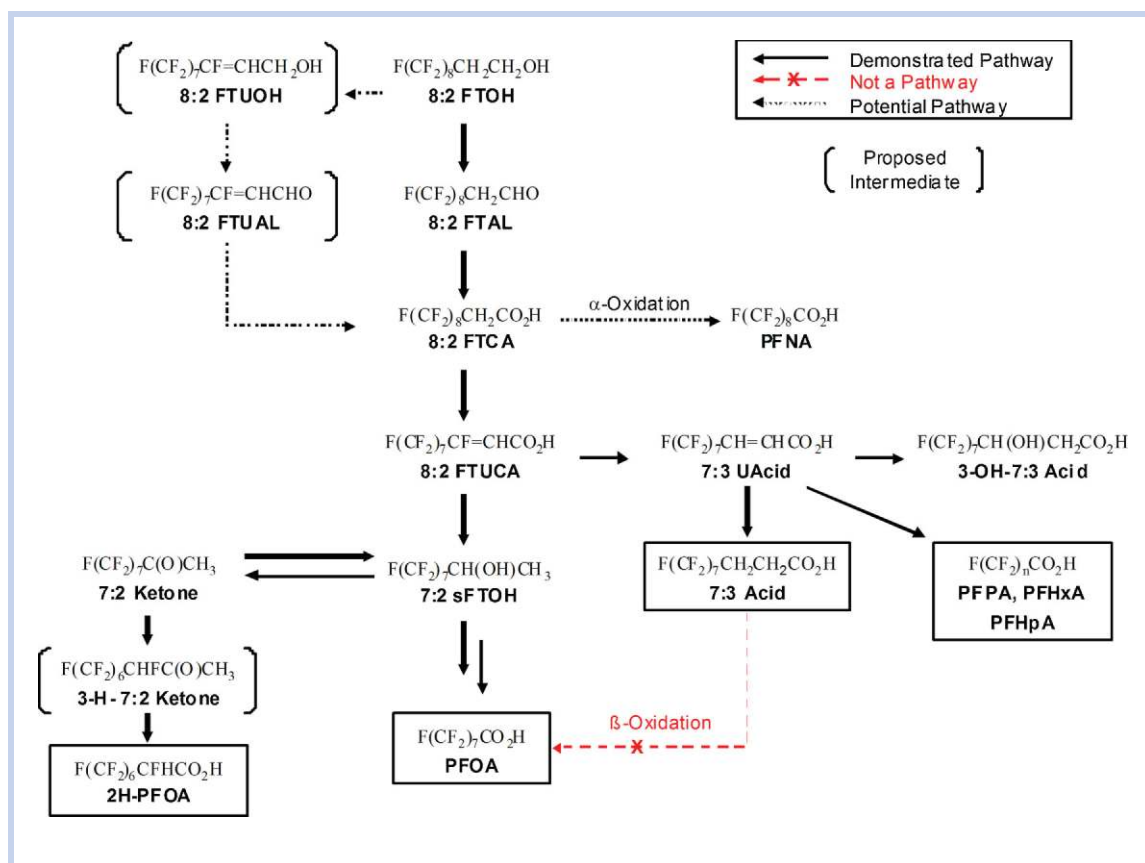 F(CF₂)₇CF=CHCH₂OH
8:2 FTUOH
F(CF₂)₈CH₂CH₂OH
8:2 FTOH
Demonstrated Pathway
Not a Pathway
Potential Pathway
Proposed
Intermediate
F(CF₂)₇CF=CHCHO
8:2 FTUAL
F(CF₂)₈CH₂CHO
8:2 FTAL
F(CF₂)₈CH₂CO₂H
8:2 FTCA
α-Oxidation
F(CF₂)₈CO₂H
PFNA
F(CF₂)₇CF=CHCO₂H
8:2 FTUCA
F(CF₂)₇CH=CHCO₂H
7:3 UAcid
F(CF₂)₇CH(OH)CH₂CO₂H
3-OH-7:3 Acid
F(CF₂)₇C(O)CH₃
7:2 Ketone
F(CF₂)₇CH(OH)CH₃
7:2 sFTOH
F(CF₂)₇CH₂CH₂CO₂H
7:3 Acid
F(CF₂)ₙCO₂H
PFPA, PFHxA
PFHpA
F(CF₂)₆CHFC(O)CH₃
3-H-7:2 Ketone
F(CF₂)₇CO₂H
PFOA
ß-Oxidation
F(CF₂)₆CFHCO₂H
2H-PFOA